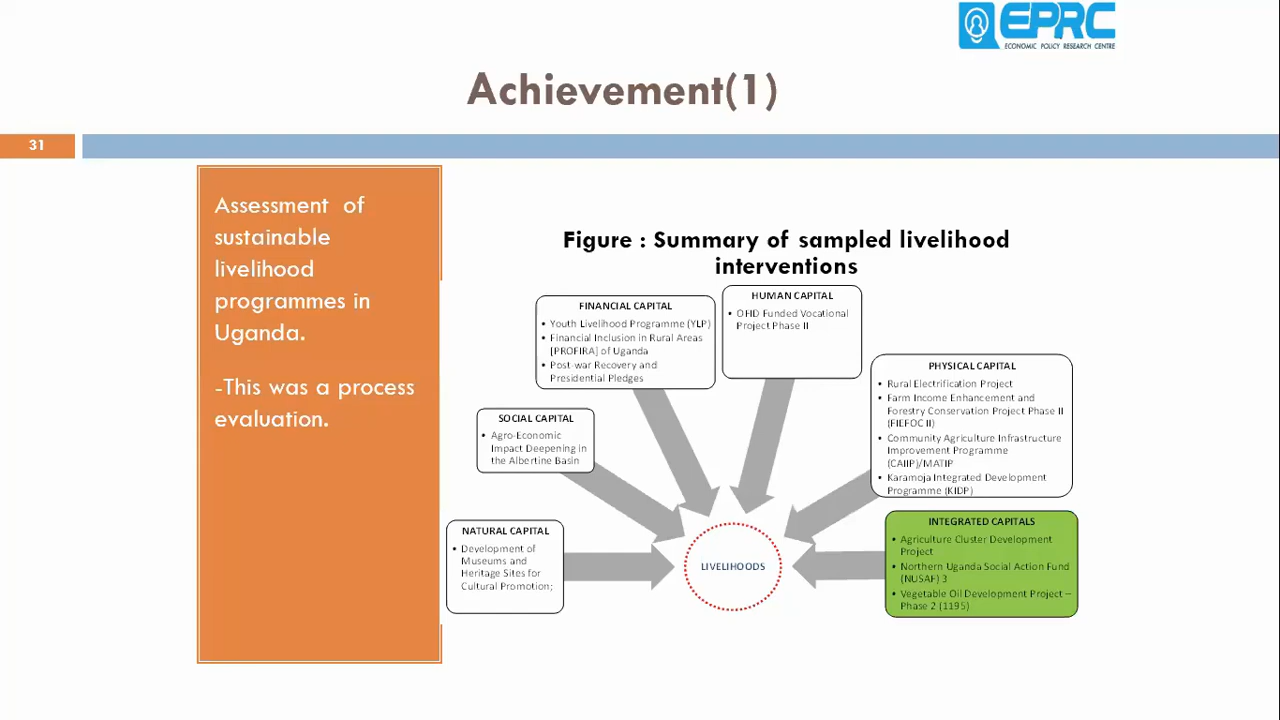 EPRC
ECONOMIC POLICY RESEARCH CENTRE
Achievement(1)
31
Assessment of
sustainable
livelihood
programmes in
Uganda.
-This was a process
evaluation.
Figure : Summary of sampled livelihood
interventions
FINANCIAL CAPITAL
• Youth Livelihood Programme (YLP)
• Financial Inclusion in Rural Areas
[PROFIRA] of Uganda
• Post-war Recovery and
Presidential Pledges
HUMAN CAPITAL
• OHD Funded Vocational
Project Phase II
PHYSICAL CAPITAL
• Rural Electrification Project
• Farm Income Enhancement and
Forestry Conservation Project Phase II
(FIEFOC II)
• Community Agriculture Infrastructure
Improvement Programme
(CAIIP)/MATIP
• Karamoja Integrated Development
Programme (KIDP)
SOCIAL CAPITAL
• Agro-Economic
Impact Deepening in
the Albertine Basin
NATURAL CAPITAL
• Development of
Museums and
Heritage Sites for
Cultural Promotion;
LIVELIHOODS
INTEGRATED CAPITALS
• Agriculture Cluster Development
Project
• Northern Uganda Social Action Fund
(NUSAF) 3
• Vegetable Oil Development Project –
Phase 2 (1195)